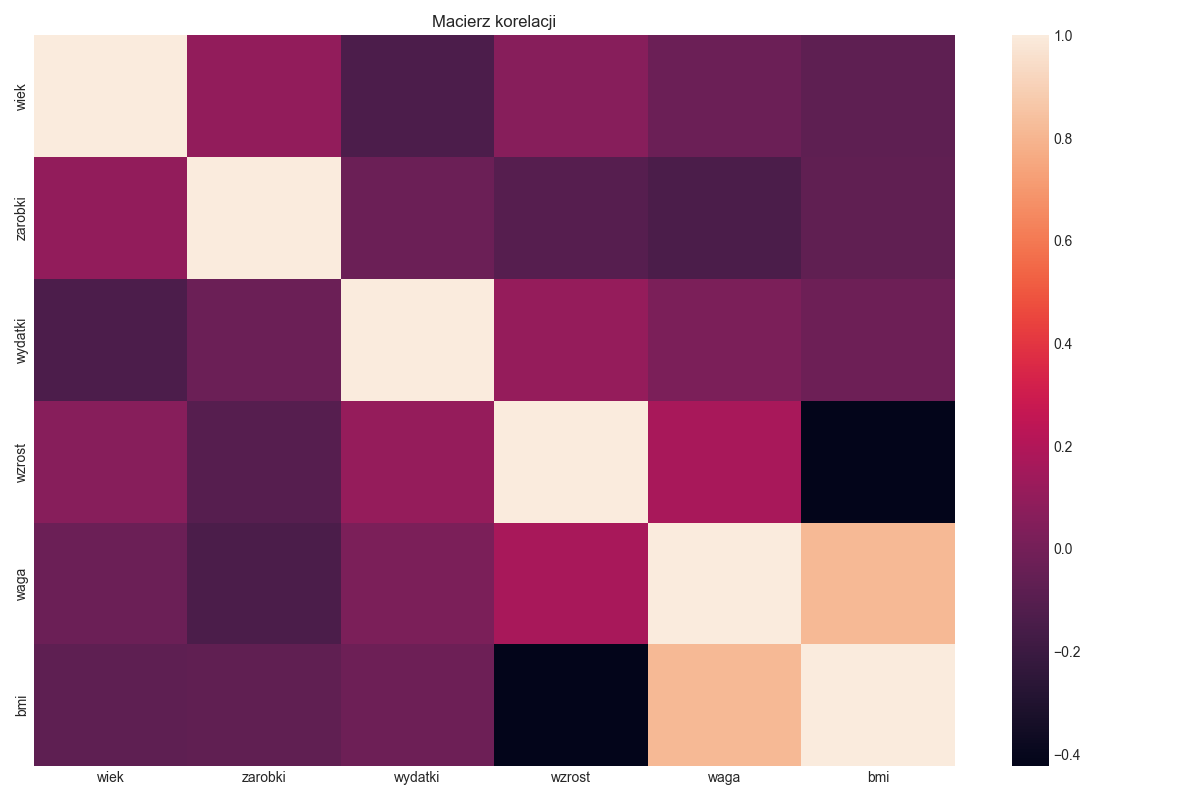 Macierz korelacji
wiek
zarobki
wydatki
wzrost
waga
bmi
wiek
zarobki
wydatki
wzrost
waga
bmi
1.0
0.8
0.6
0.4
0.2
0.0
−0.2
−0.4